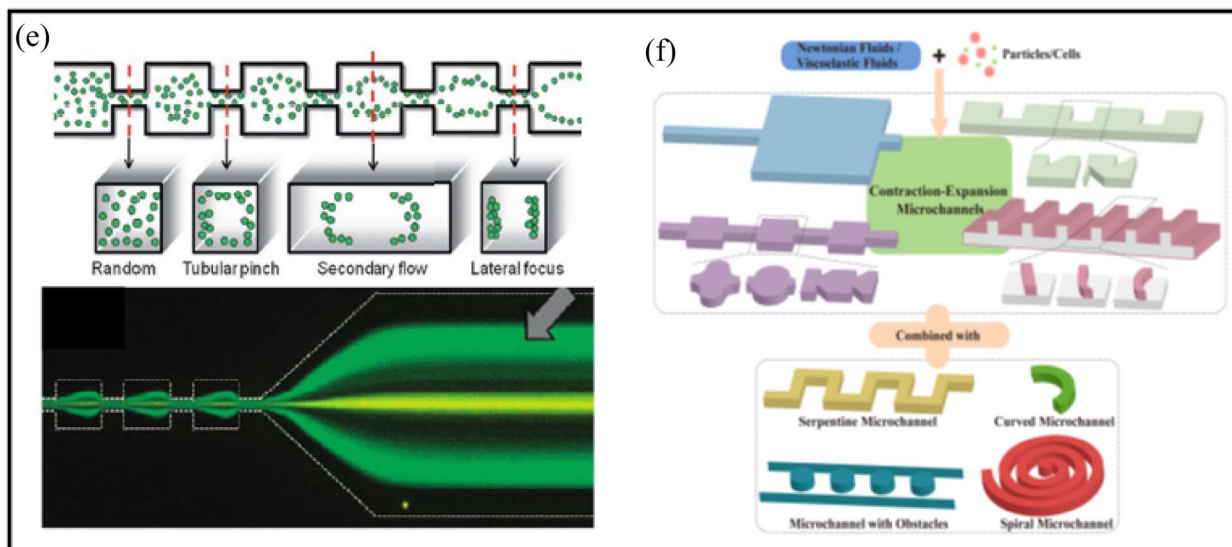 (e)
Random
Tubular pinch
Secondary flow
Lateral focus
(f)
Newtonian Fluids /
Viscoelastic Fluids
+
Particles/Cells
Contraction-Expansion
Microchannels
Combined with
Serpentine Microchannel
Curved Microchannel
Microchannel with Obstacles
Spiral Microchannel